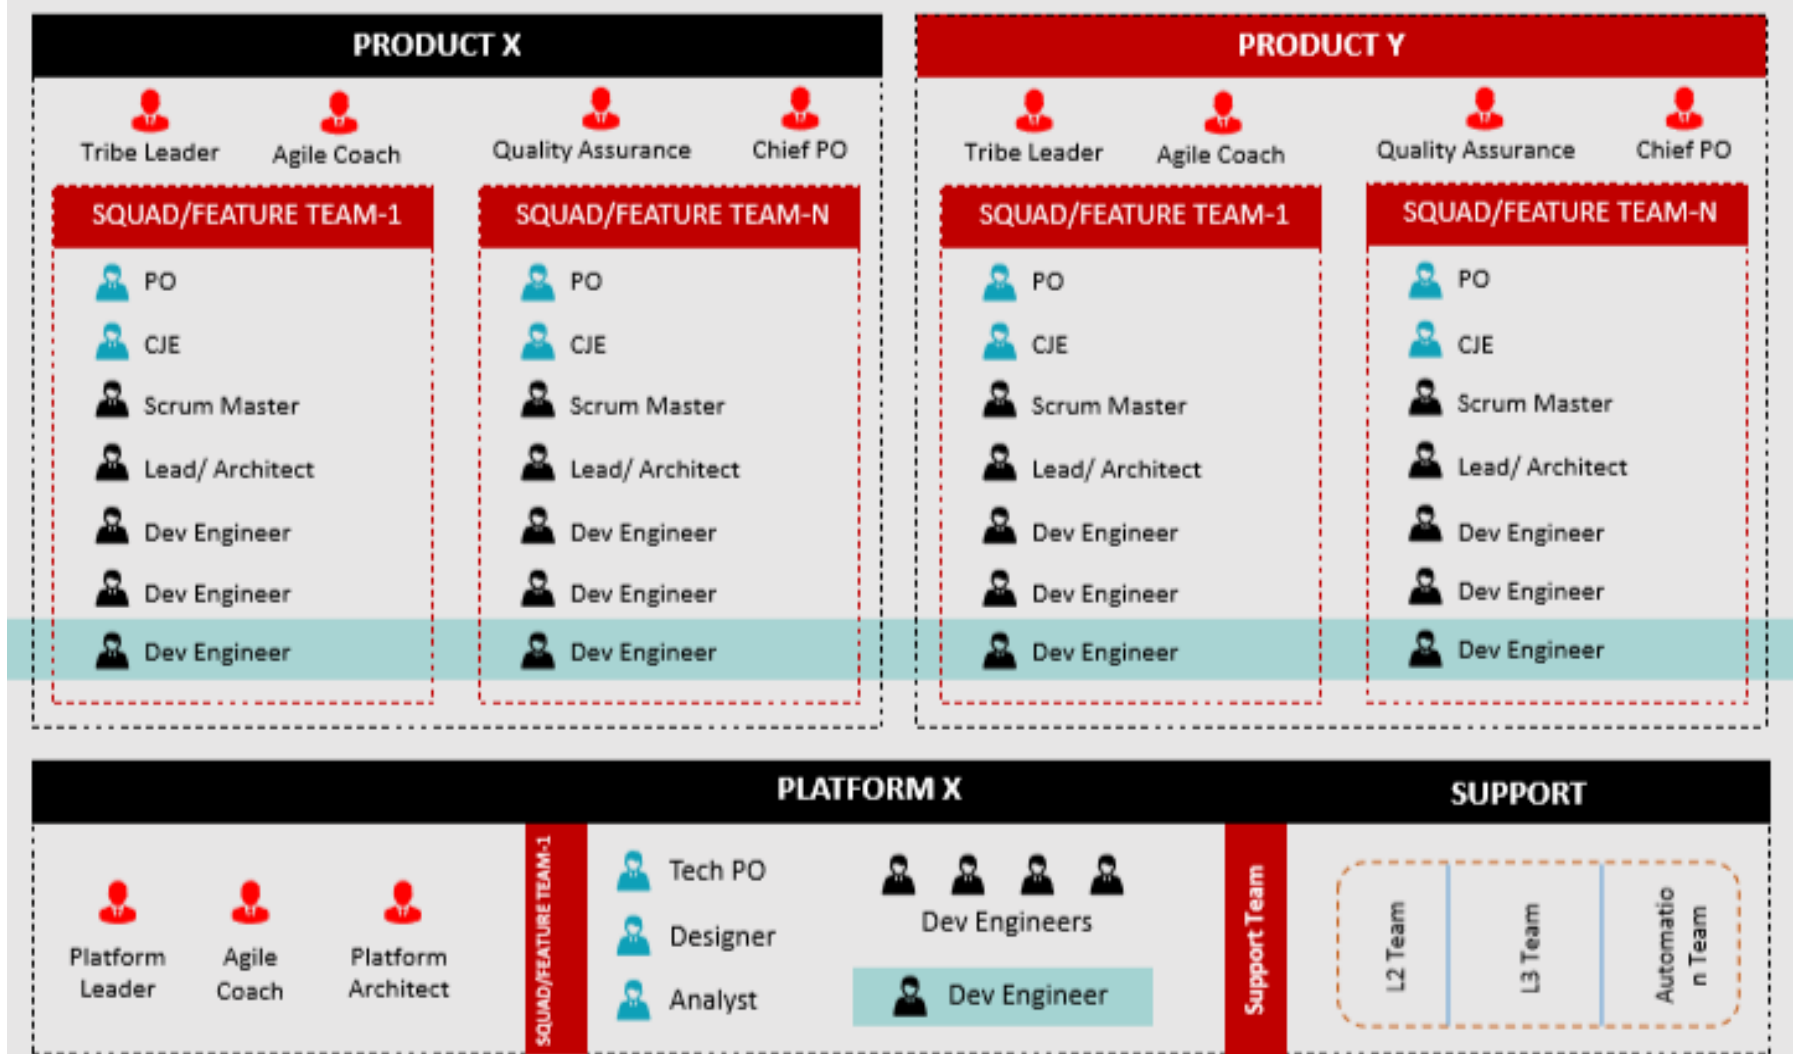 PRODUCT X
Tribe Leader
Agile Coach
Quality Assurance
Chief PO
SQUAD/FEATURE TEAM-1
PO
CJE
Scrum Master
Lead/ Architect
Dev Engineer
Dev Engineer
Dev Engineer
SQUAD/FEATURE TEAM-N
PO
CJE
Scrum Master
Lead/ Architect
Dev Engineer
Dev Engineer
Dev Engineer
PRODUCT Y
Tribe Leader
Agile Coach
Quality Assurance
Chief PO
SQUAD/FEATURE TEAM-1
PO
CJE
Scrum Master
Lead/ Architect
Dev Engineer
Dev Engineer
Dev Engineer
SQUAD/FEATURE TEAM-N
PO
CJE
Scrum Master
Lead/ Architect
Dev Engineer
Dev Engineer
Dev Engineer
PLATFORM X
Platform
Leader
Agile
Coach
Platform
Architect
SQUAD/FEATURE TEAM-1
Tech PO
Designer
Analyst
Dev Engineers
Dev Engineer
SUPPORT
Support Team
L2 Team
L3 Team
Automatio
n Team